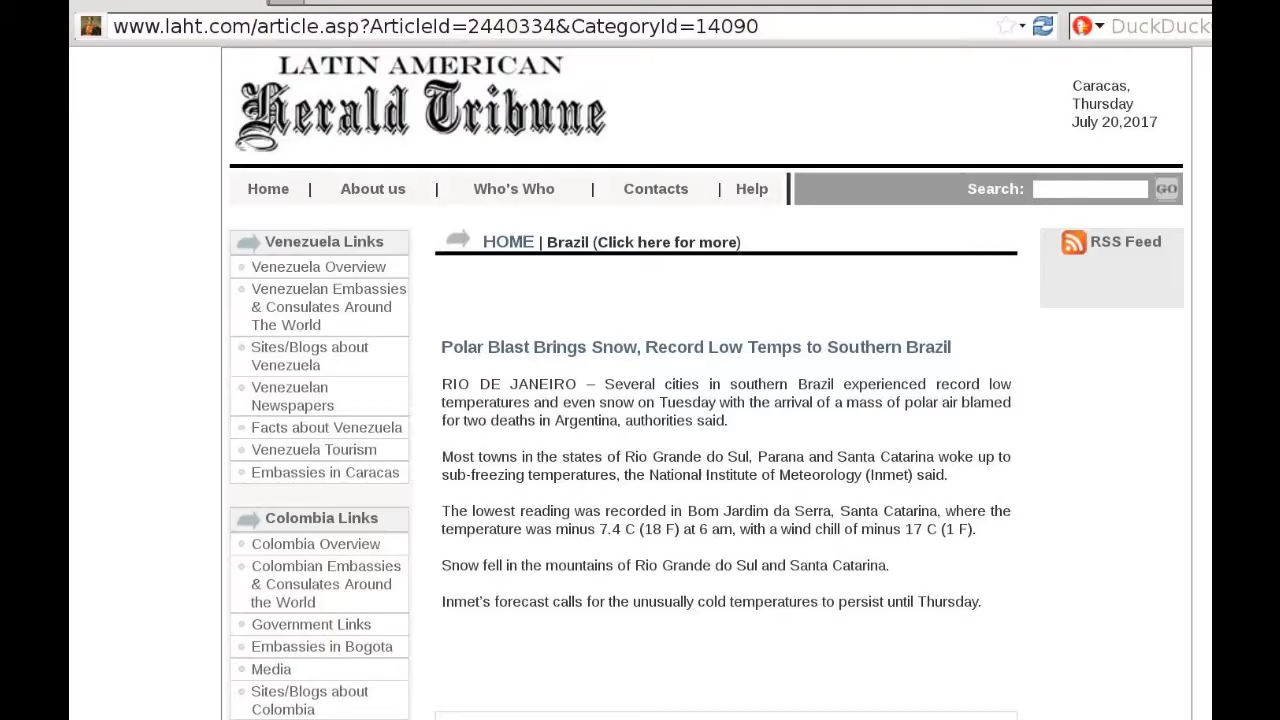 www.laht.com/article.asp?ArticleId=2440334&CategoryId=14090
DuckDuck
LATIN AMERICAN
Herald Tribune
Caracas,
Thursday
July 20,2017
Home | About us | Who's Who | Contacts | Help
Search: GO
Venezuela Links
Venezuela Overview
Venezuelan Embassies
& Consulates Around
The World
Sites/Blogs about
Venezuela
Venezuelan
Newspapers
Facts about Venezuela
Venezuela Tourism
Embassies in Caracas
Colombia Links
Colombia Overview
Colombian Embassies
& Consulates Around
the World
Government Links
Embassies in Bogota
Media
Sites/Blogs about
Colombia
HOME | Brazil (Click here for more)
Polar Blast Brings Snow, Record Low Temps to Southern Brazil
RIO DE JANEIRO – Several cities in southern Brazil experienced record low
temperatures and even snow on Tuesday with the arrival of a mass of polar air blamed
for two deaths in Argentina, authorities said.
Most towns in the states of Rio Grande do Sul, Parana and Santa Catarina woke up to
sub-freezing temperatures, the National Institute of Meteorology (Inmet) said.
The lowest reading was recorded in Bom Jardim da Serra, Santa Catarina, where the
temperature was minus 7.4 C (18 F) at 6 am, with a wind chill of minus 17 C (1 F).
Snow fell in the mountains of Rio Grande do Sul and Santa Catarina.
Inmet's forecast calls for the unusually cold temperatures to persist until Thursday.
RSS Feed